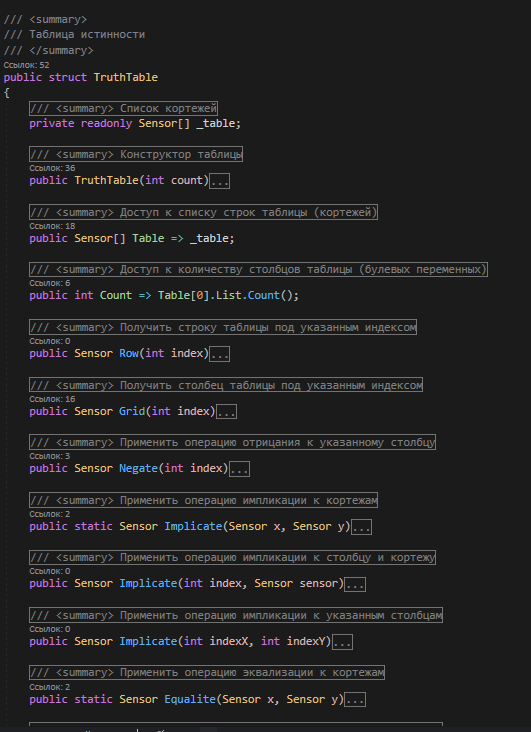 /// <summary>
/// Таблица истинности
/// </summary>
Ссылок: 52
public struct TruthTable
{
/// <summary> Список кортежей
private readonly Sensor[] _table;
/// <summary> Конструктор таблицы
Ссылок: 36
public TruthTable(int count)...
/// <summary> Доступ к списку строк таблицы (кортежей)
Ссылок: 18
public Sensor[] Table => _table;
/// <summary> Доступ к количеству столбцов таблицы (булевых переменных)
Ссылок: 6
public int Count => Table[0].List.Count();
/// <summary> Получить строку таблицы под указанным индексом
Ссылок: 0
public Sensor Row(int index)...
/// <summary> Получить столбец таблицы под указанным индексом
Ссылок: 16
public Sensor Grid(int index)...
/// <summary> Применить операцию отрицания к указанному столбцу
Ссылок: 3
public Sensor Negate(int index)...
/// <summary> Применить операцию импликации к кортежам
Ссылок: 2
public static Sensor Implicate(Sensor x, Sensor y)...
/// <summary> Применить операцию импликации к столбцу и кортежу
Ссылок: 0
public Sensor Implicate(int index, Sensor sensor)...
/// <summary> Применить операцию импликации к указанным столбцам
Ссылок: 0
public Sensor Implicate(int indexX, int indexY)...
/// <summary> Применить операцию эквализации к кортежам
Ссылок: 2
public static Sensor Equalite(Sensor x, Sensor y)...